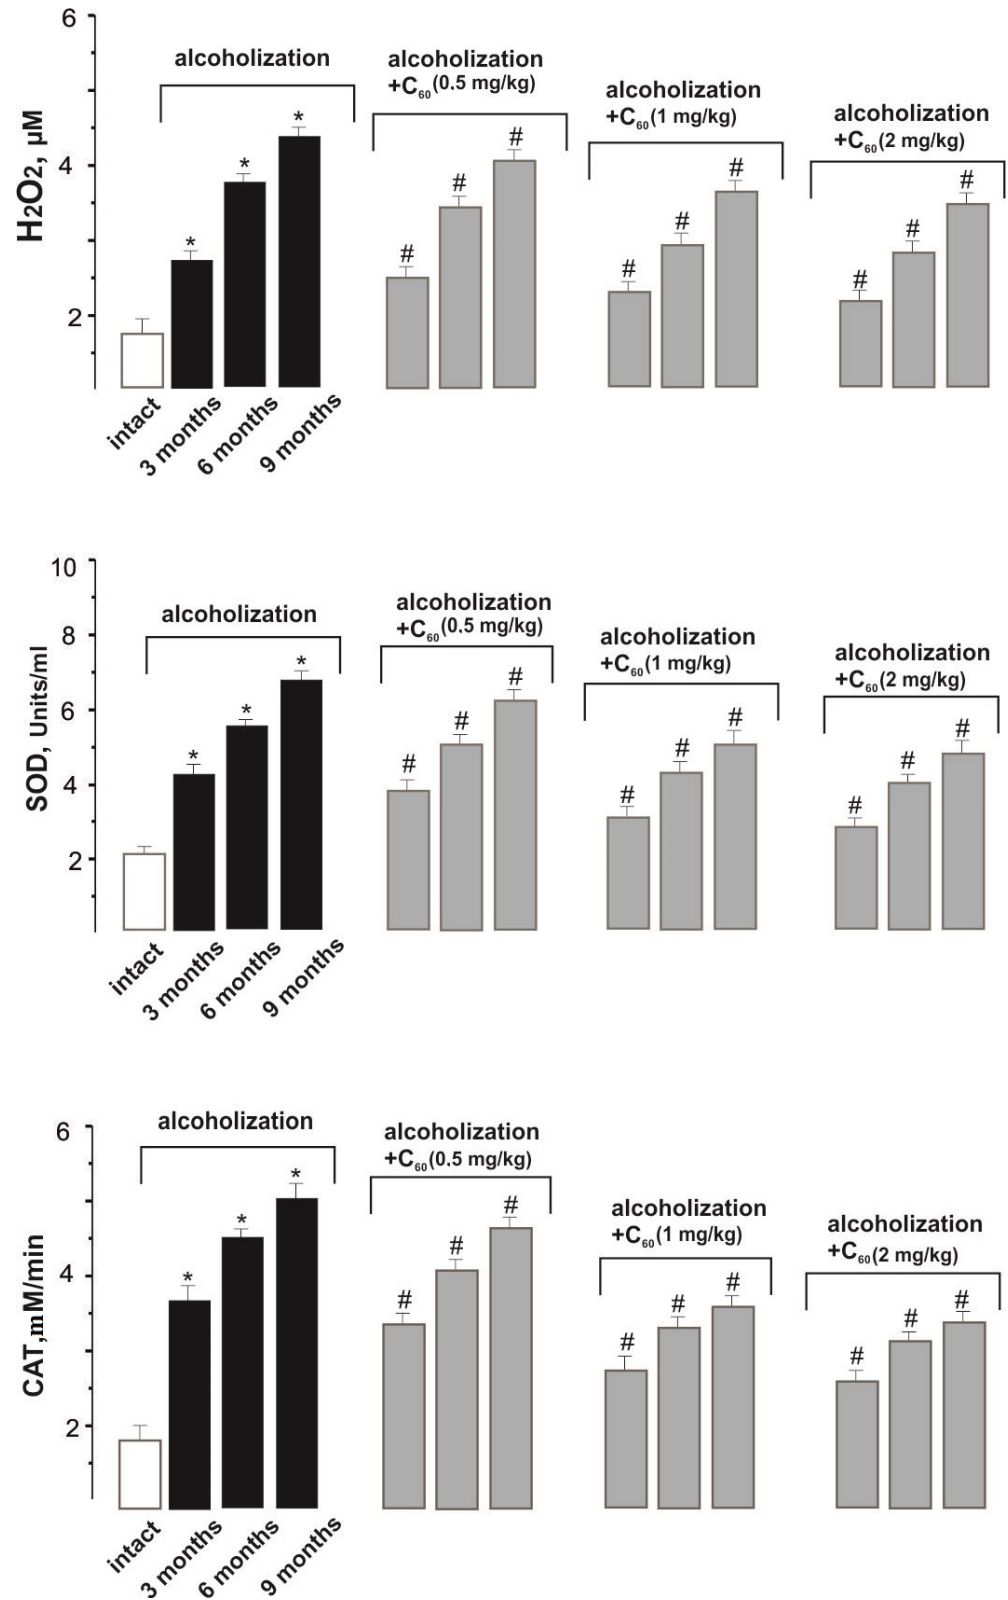 6
alcoholization
alcoholization
+C60(0.5 mg/kg)
alcoholization
+C60(1 mg/kg)
alcoholization
+C60(2 mg/kg)
H2O2, µM
4
2
* * *
# # #
# # #
# # #
intact
3 months
6 months
9 months
10
alcoholization
alcoholization
+C60(0.5 mg/kg)
alcoholization
+C60(1 mg/kg)
alcoholization
+C60(2 mg/kg)
SOD, Units/ml
8
6
4
2
* * *
# # #
# # #
# # #
intact
3 months
6 months
9 months
6
alcoholization
alcoholization
+C60(0.5 mg/kg)
alcoholization
+C60(1 mg/kg)
alcoholization
+C60(2 mg/kg)
CAT,mM/min
4
2
* * *
# # #
# # #
# # #
intact
3 months
6 months
9 months